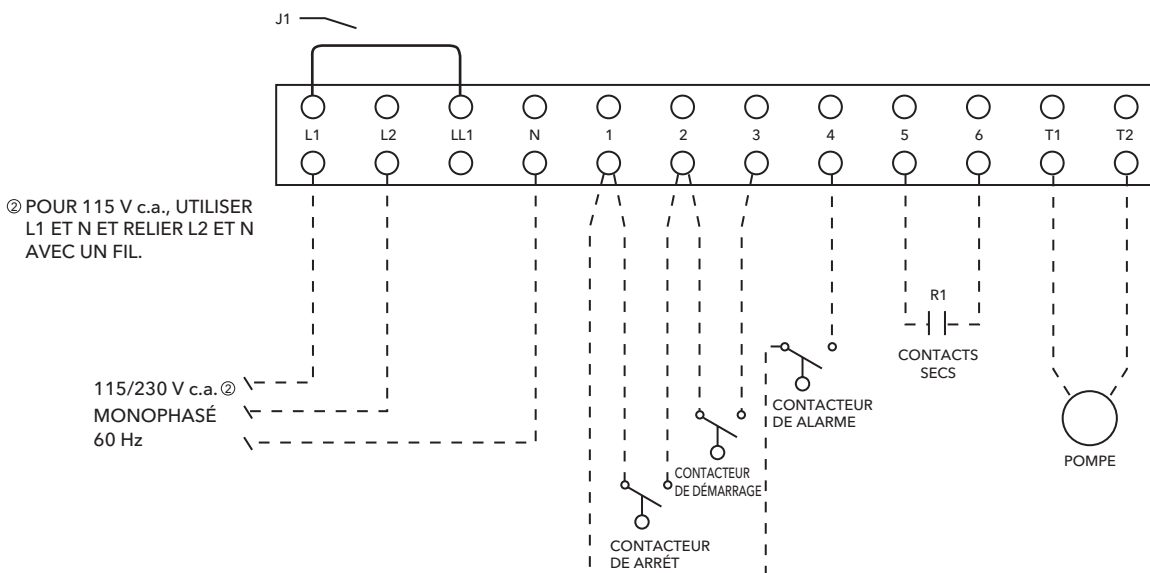 J1
L1 L2 LL1 N 1 2 3 4 5 6 T1 T2
② POUR 115 V c.a., UTILISER
L1 ET N ET RELIER L2 ET N
AVEC UN FIL.
115/230 V c.a. ②
MONOPHASÉ
60 Hz
R1
CONTACTS
SECS
CONTACTEUR
DE ALARME
POMPE
CONTACTEUR
DE DÉMARRAGE
CONTACTEUR
DE ARRÉT